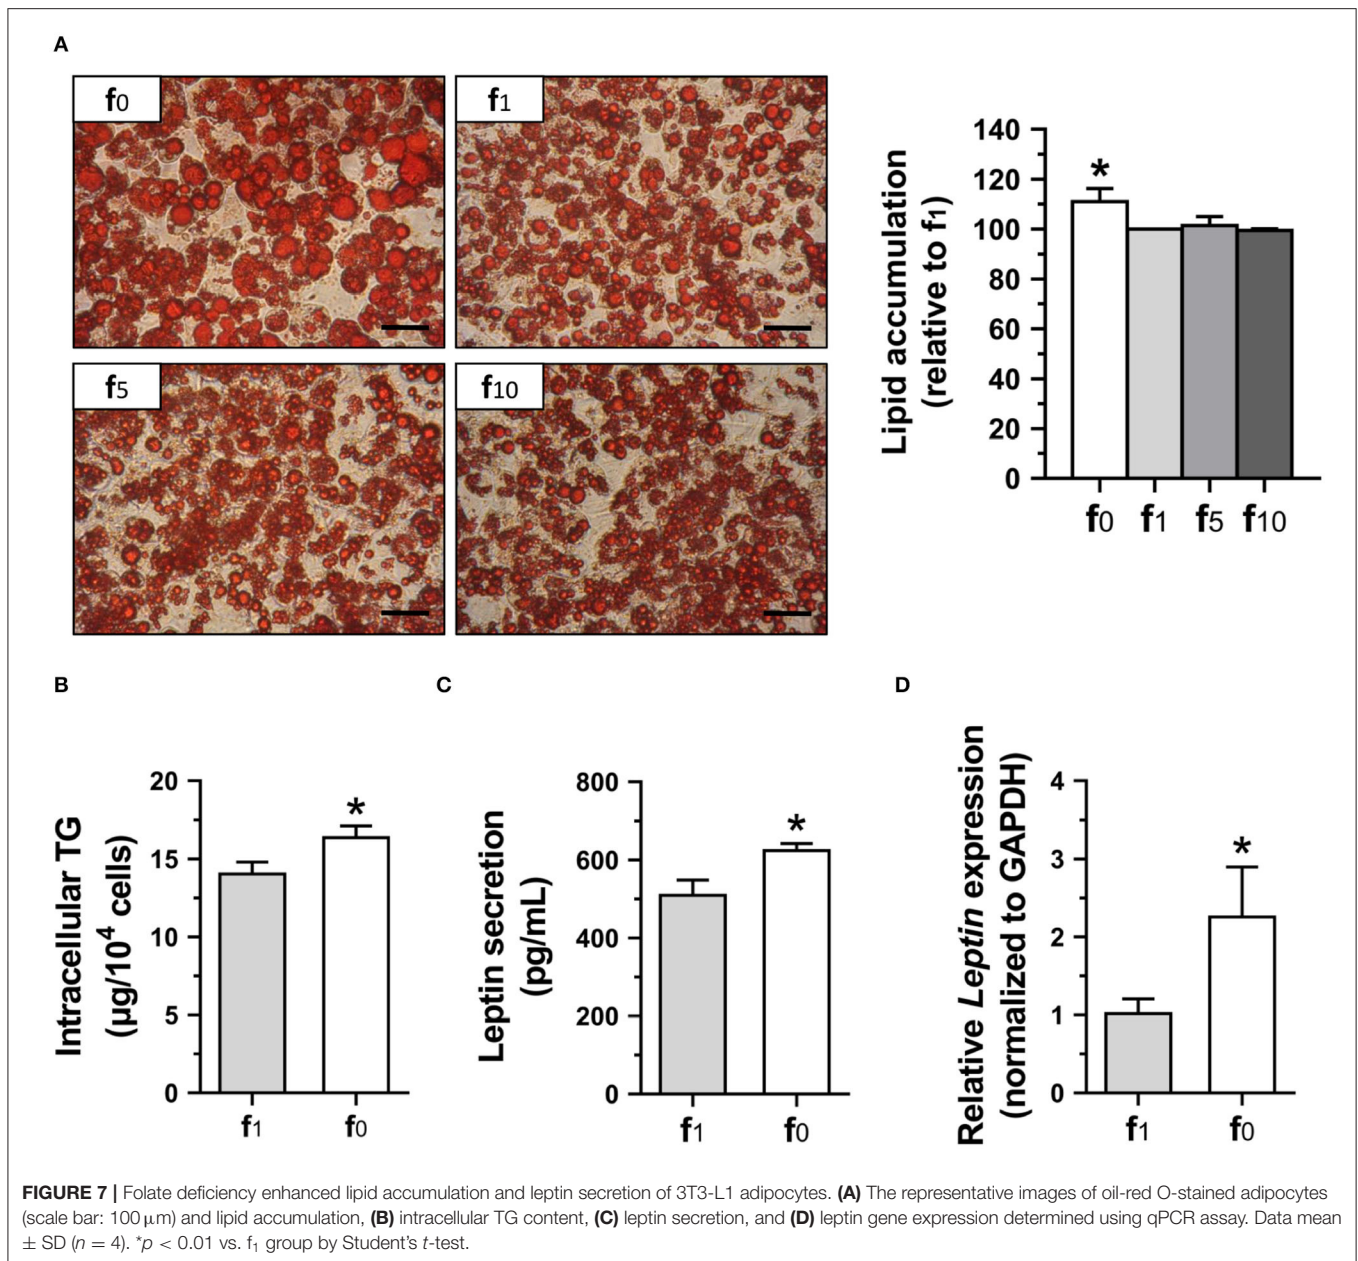 A
f0
f1
f5
f10
Lipid accumulation
(relative to f1)
140
120
100
80
60
40
20
0
*
f0 f1 f5 f10
B
Intracellular TG
(µg/10⁴ cells)
20
15
10
5
0
*
f1 f0
C
Leptin secretion
(pg/mL)
800
600
400
200
0
*
f1 f0
D
Relative Leptin expression
(normalized to GAPDH)
4
3
2
1
0
*
f1 f0
FIGURE 7 | Folate deficiency enhanced lipid accumulation and leptin secretion of 3T3-L1 adipocytes. (A) The representative images of oil-red O-stained adipocytes
(scale bar: 100 µm) and lipid accumulation, (B) intracellular TG content, (C) leptin secretion, and (D) leptin gene expression determined using qPCR assay. Data mean
± SD (n = 4). *p < 0.01 vs. f₁ group by Student's t-test.